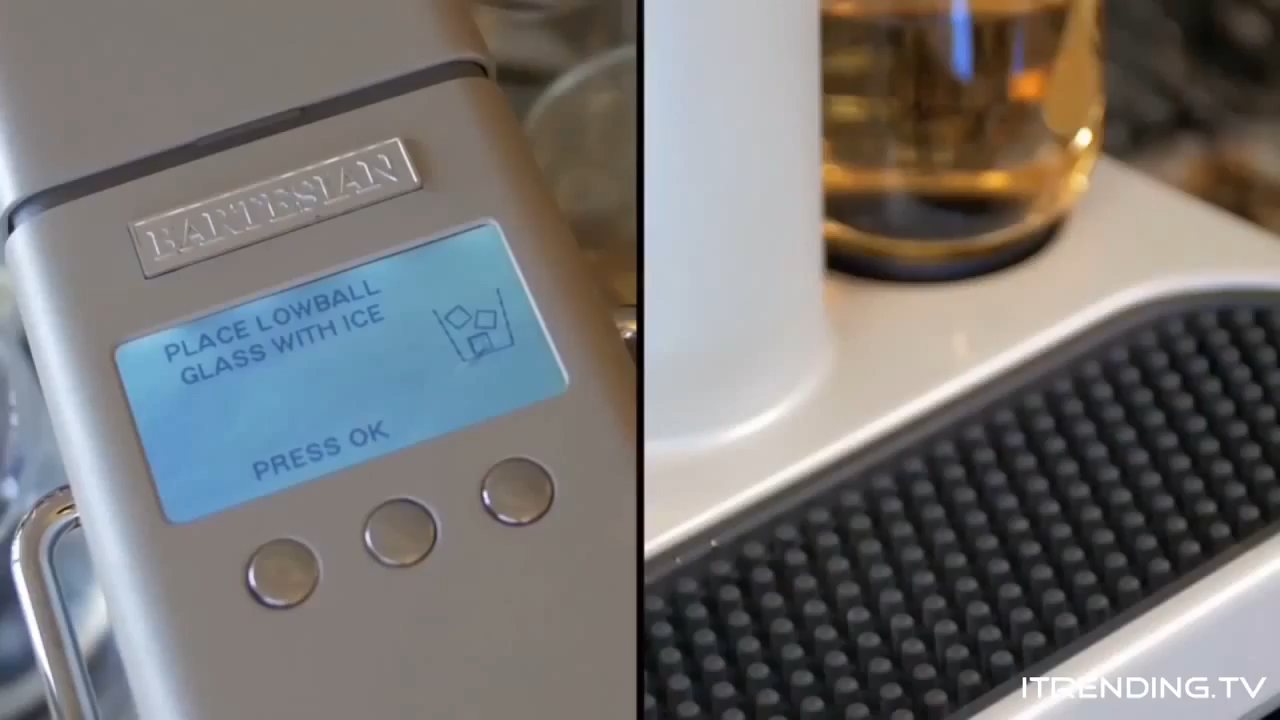 BARTESIAN
PLACE LOWBALL
GLASS WITH ICE
PRESS OK
ITRENDING.TV